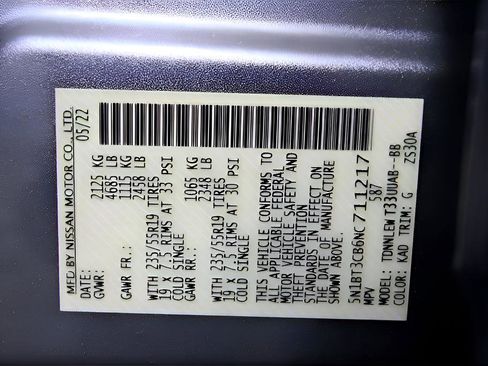 MFD BY NISSAN MOTOR CO., LTD.
05/22
GVWR: 2125 KG
4685 LB
GAWR FR.: 1115 KG
2458 LB
WITH 235/55R19 TIRES
19 x 7.5 RIMS AT 33 PSI
COLD SINGLE
GAWR RR.: 1065 KG
2348 LB
WITH 235/55R19 TIRES
19 x 7.5 RIMS AT 30 PSI
COLD SINGLE
THIS VEHICLE CONFORMS TO
ALL APPLICABLE FEDERAL
MOTOR VEHICLE SAFETY AND
THEFT PREVENTION
STANDARDS IN EFFECT ON
THE DATE OF MANUFACTURE
SHOWN ABOVE.
5N1BT3CB6NC711217
MPV 587
TDNNLEW T33UUAB--BB
COLOR: KAD TRIM: G ZS30A